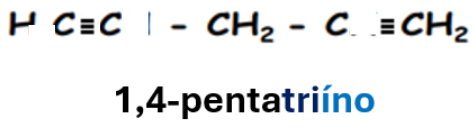 H C≡C | - CH₂ - C ≡CH₂
1,4-pentatriíno